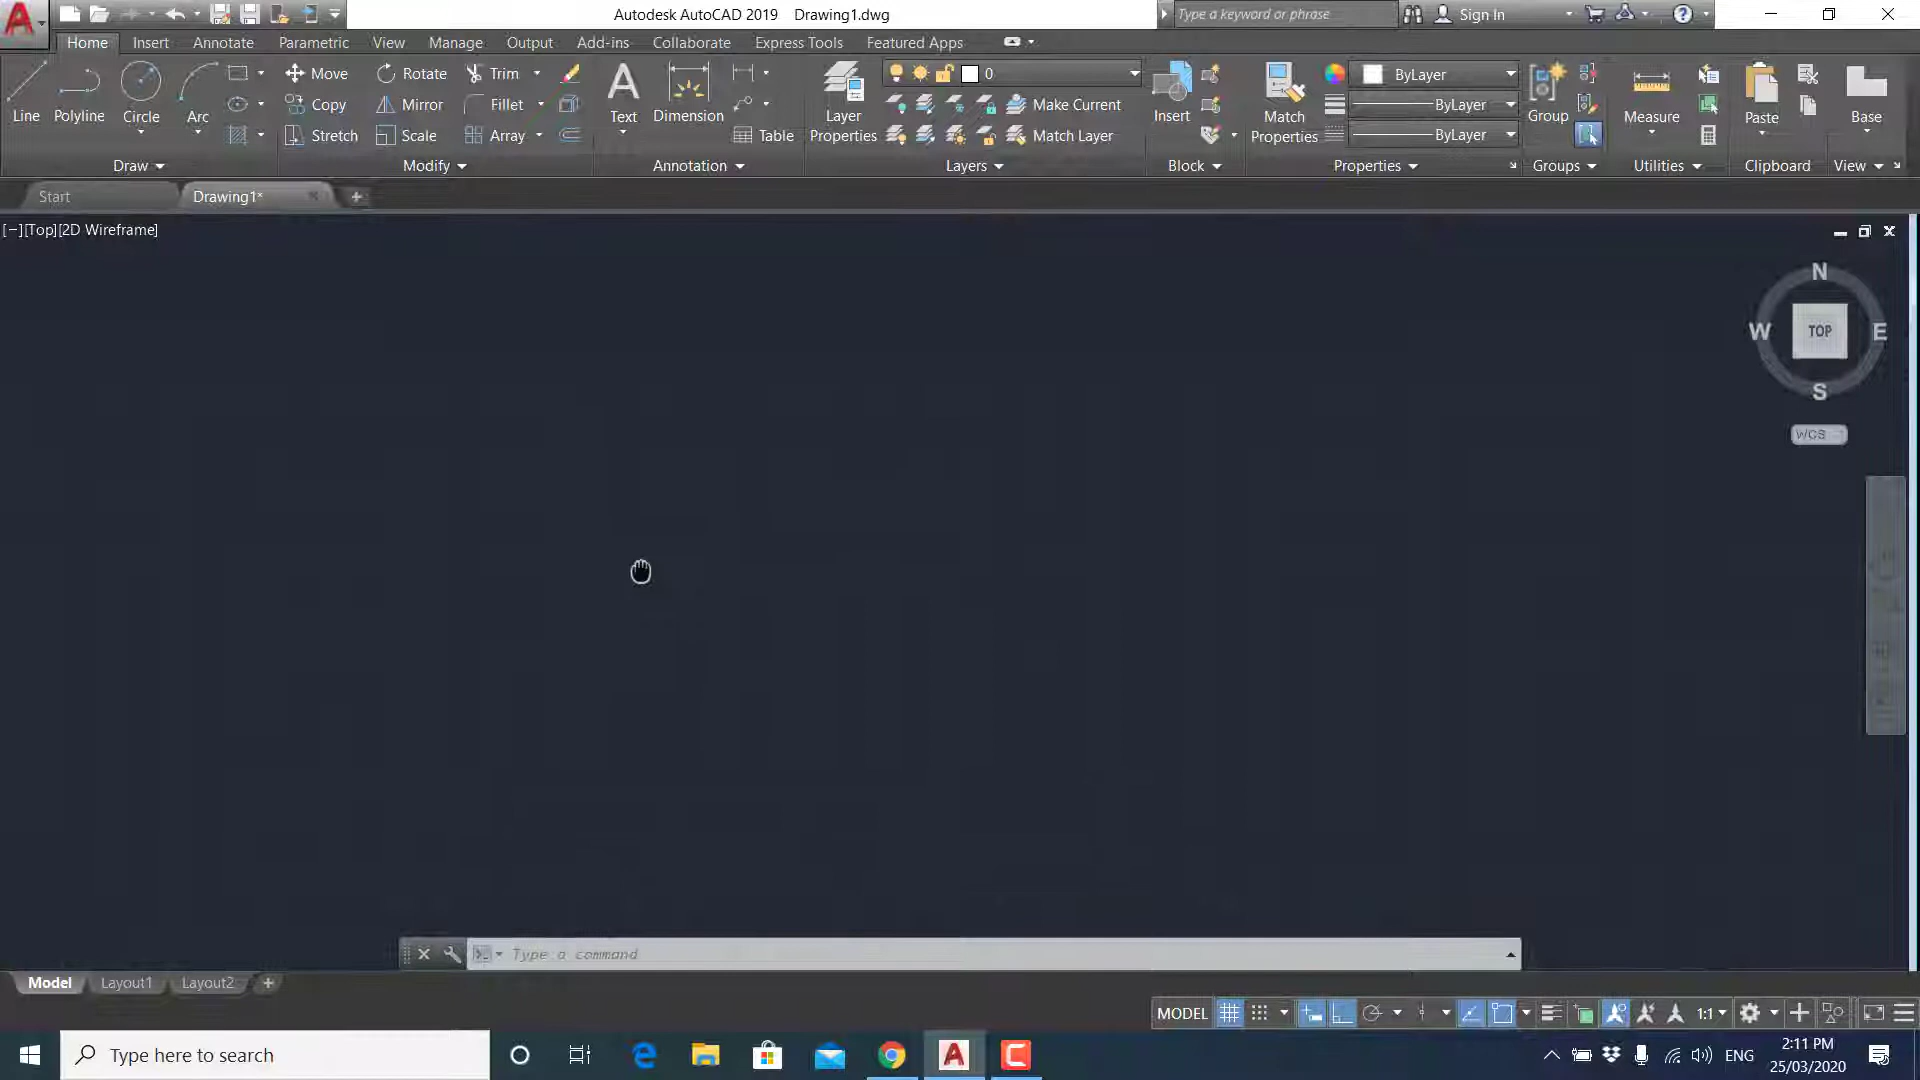 Autodesk AutoCAD 2019 Drawing1.dwg
Type a keyword or phrase
Sign In
Home Insert Annotate Parametric View Manage Output Add-ins Collaborate Express Tools Featured Apps
Line Polyline Circle Arc
Move Rotate Trim
Copy Mirror Fillet
Stretch Scale Array
Text Dimension Table
Layer Properties
0
Make Current
Match Layer
Insert
Match Properties
ByLayer
ByLayer
ByLayer
Group
Measure
Paste
Base
Draw Modify Annotation Layers Block Properties Groups Utilities Clipboard View
Start Drawing1*
[−][Top][2D Wireframe]
N
W TOP E
S
WCS
Type a command
Model Layout1 Layout2
MODEL 1:1
Type here to search
ENG
2:11 PM
25/03/2020